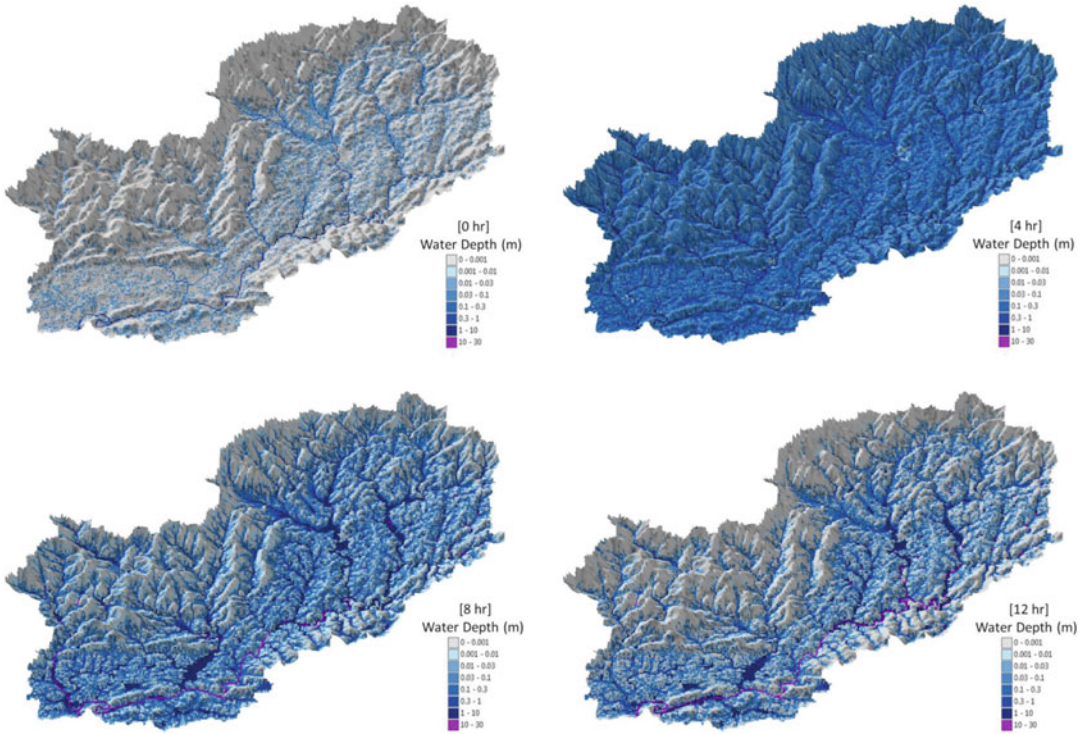 [0 hr]
Water Depth (m)
0 - 0.001
0.001 - 0.01
0.01 - 0.03
0.03 - 0.1
0.1 - 0.3
0.3 - 1
1 - 10
10 - 30
[4 hr]
Water Depth (m)
0 - 0.001
0.001 - 0.01
0.01 - 0.03
0.03 - 0.1
0.1 - 0.3
0.3 - 1
1 - 10
10 - 30
[8 hr]
Water Depth (m)
0 - 0.001
0.001 - 0.01
0.01 - 0.03
0.03 - 0.1
0.1 - 0.3
0.3 - 1
1 - 10
10 - 30
[12 hr]
Water Depth (m)
0 - 0.001
0.001 - 0.01
0.01 - 0.03
0.03 - 0.1
0.1 - 0.3
0.3 - 1
1 - 10
10 - 30